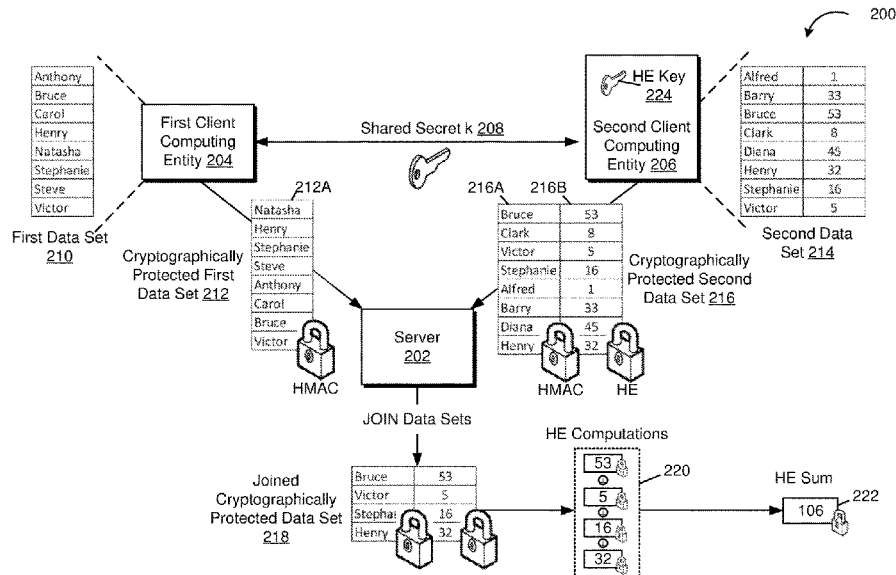 200
Anthony
Bruce
Carol
Henry
Natasha
Stephanie
Steve
Victor
First Data Set
210
First Client
Computing
Entity 204
Shared Secret k 208
HE Key
224
Second Client
Computing
Entity 206
Alfred 1
Barry 33
Bruce 53
Clark 8
Diana 45
Henry 32
Stephanie 16
Victor 5
Second Data
Set 214
Cryptographically
Protected First
Data Set 212
212A
Natasha
Henry
Stephanie
Steve
Anthony
Carol
Bruce
Victor
HMAC
216A 216B
Bruce 53
Clark 8
Victor 5
Stephanie 16
Alfred 1
Barry 33
Diana 45
Henry 32
HMAC HE
Cryptographically
Protected Second
Data Set 216
Server
202
JOIN Data Sets
Joined
Cryptographically
Protected Data Set
218
Bruce 53
Victor 5
Stephai 16
Henry 32
HE Computations
53
5
16
32
220
HE Sum
106
222